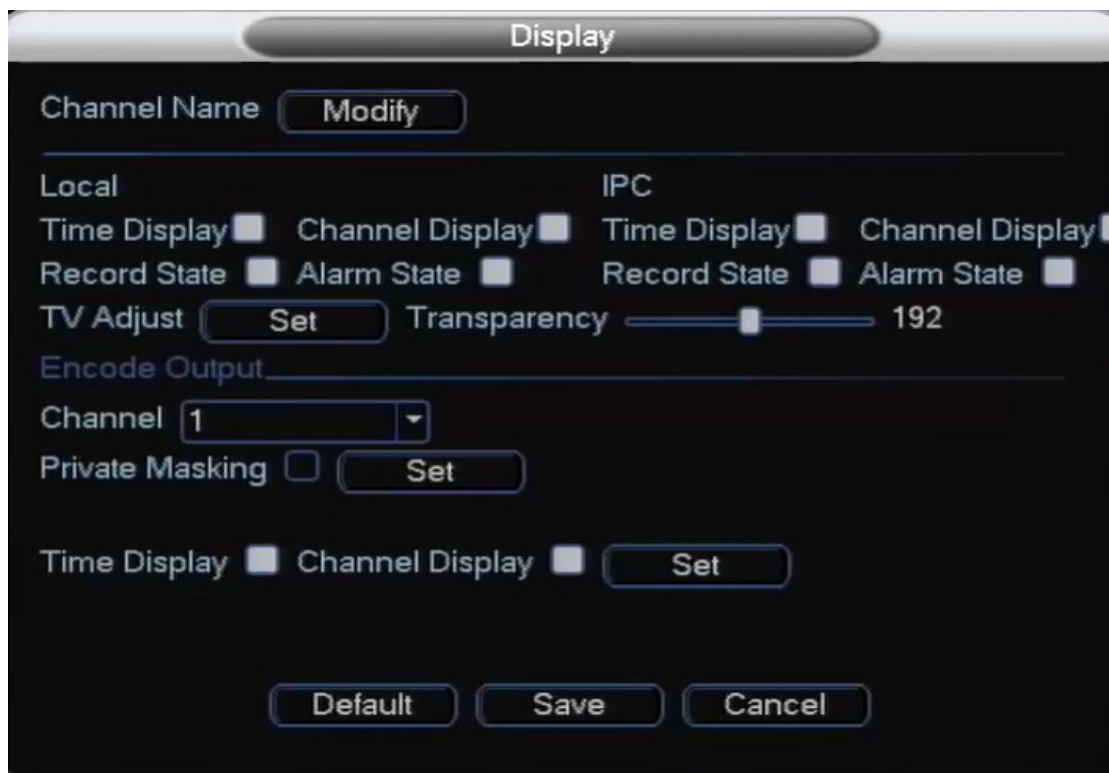 Display
Channel Name Modify
Local IPC
Time Display Channel Display Time Display Channel Display
Record State Alarm State Record State Alarm State
TV Adjust Set Transparency 192
Encode Output
Channel 1
Private Masking Set
Time Display Channel Display Set
Default Save Cancel